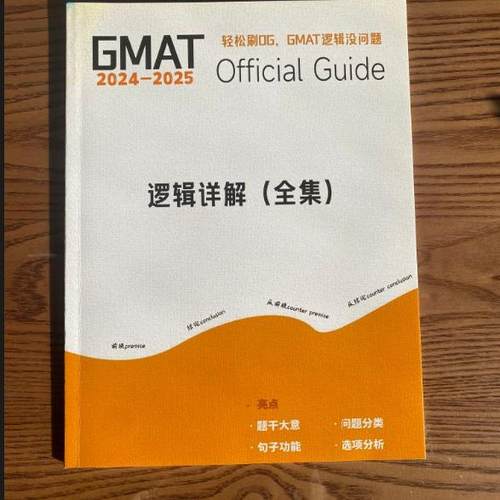 GMAT
2024—2025
轻松刷OG，GMAT逻辑没问题
Official Guide
逻辑详解（全集）
前提premise
结论conclusion
反前提counter premise
反结论counter conclusion
· 亮点
· 题干大意
· 问题分类
· 句子功能
· 选项分析